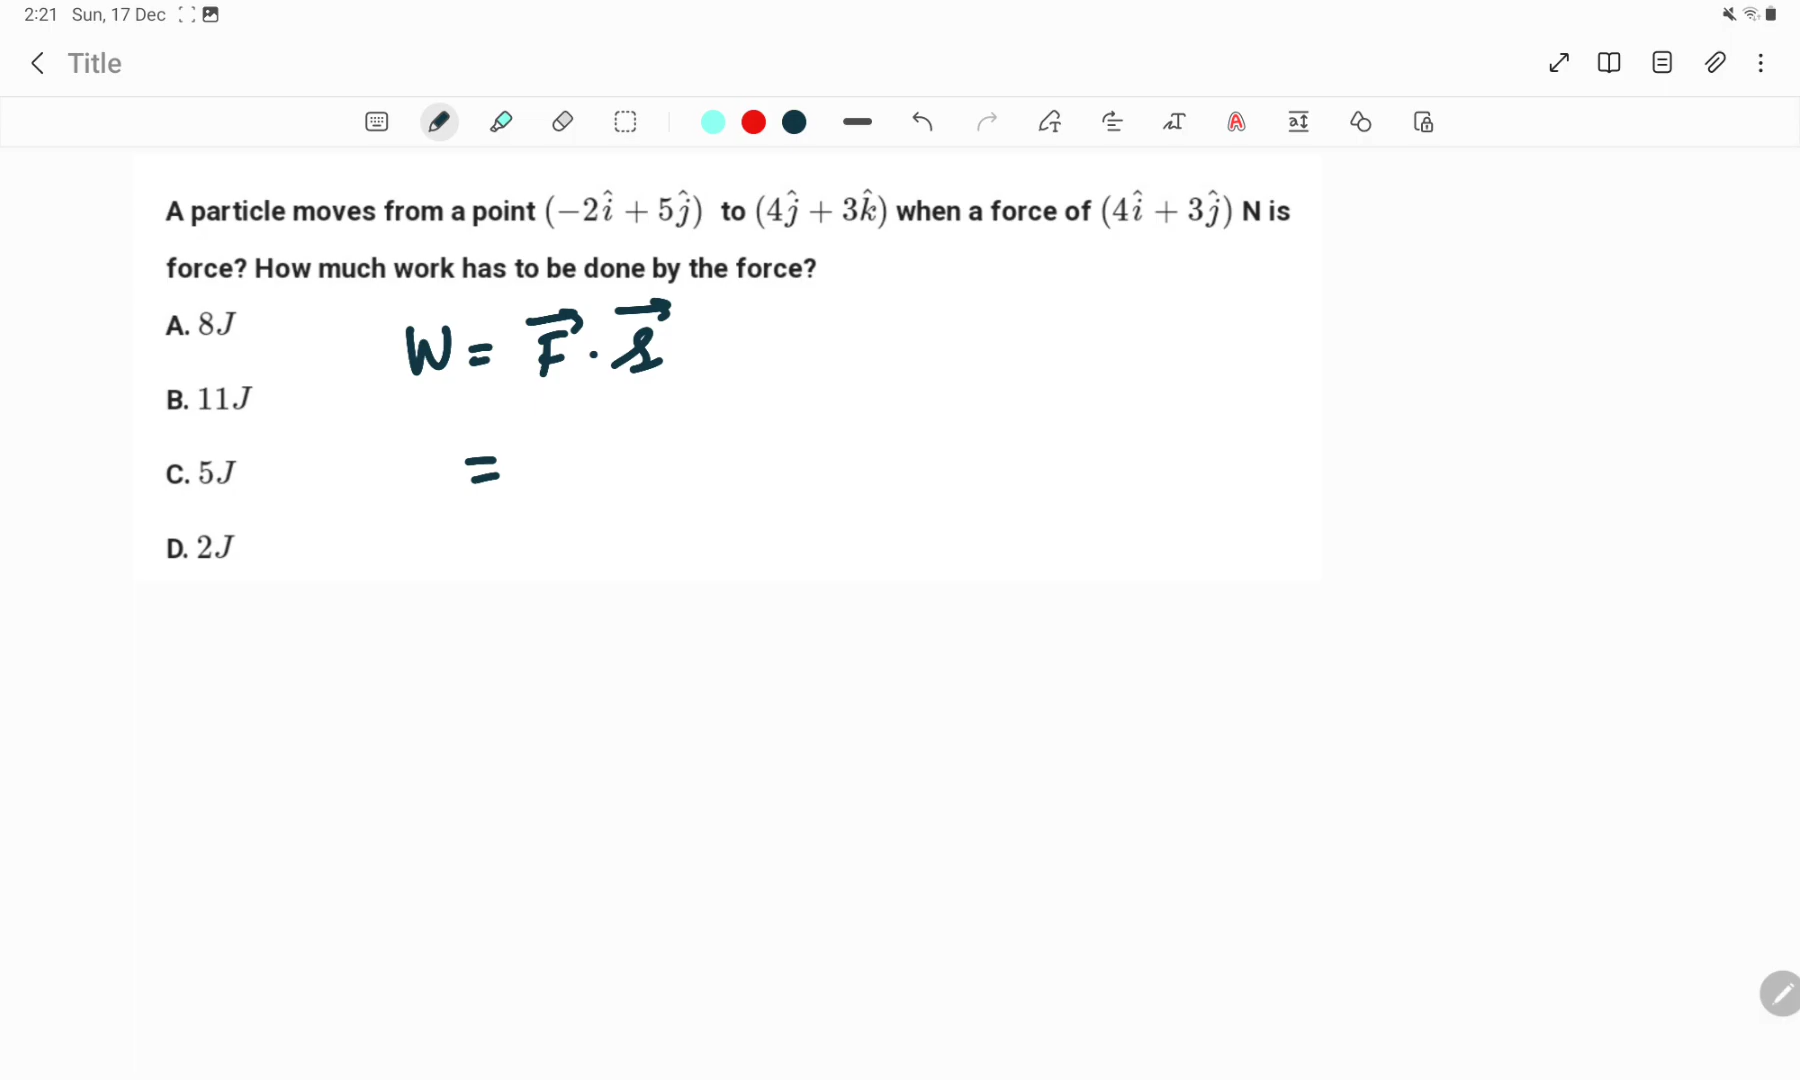 2:21 Sun, 17 Dec
Title
A particle moves from a point (−2î + 5ĵ) to (4ĵ + 3k̂) when a force of (4î + 3ĵ) N is
force? How much work has to be done by the force?
A. 8J
B. 11J
C. 5J
D. 2J
W = F⃗ · s⃗
=